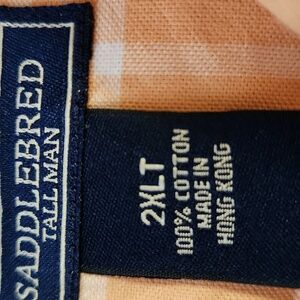 SADDLEBRED
TALL MAN
2XLT
100% COTTON
MADE IN
HONG KONG